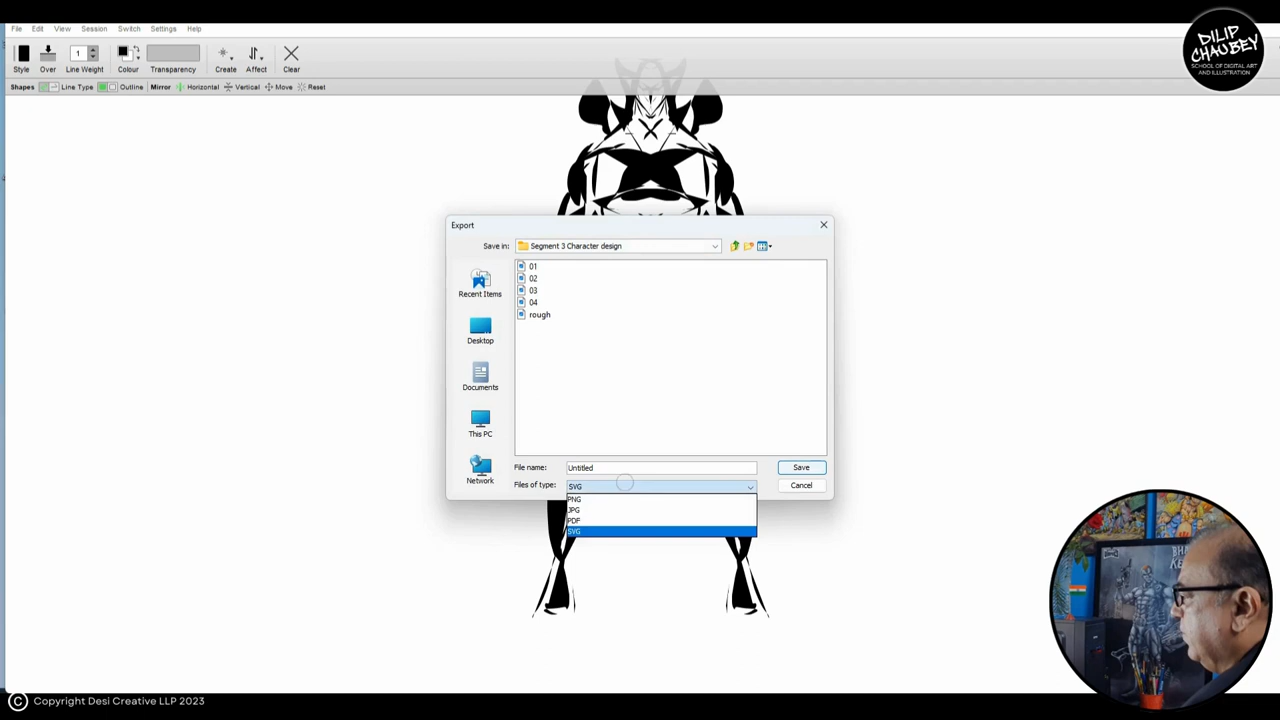 File Edit View Session Switch Settings Help
DILIP
CHAUBEY
SCHOOL OF DIGITAL ART
AND ILLUSTRATION
1
Style Over Line Weight Colour Transparency Create Affect Clear
Shapes Line Type Outline Mirror Horizontal Vertical Move Reset
Export
Save in: Segment 3 Character design
01
02
03
04
rough
Recent Items
Desktop
Documents
This PC
Network
File name: Untitled Save
Files of type: SVG Cancel
PNG
JPG
PDF
SVG
© Copyright Desi Creative LLP 2023